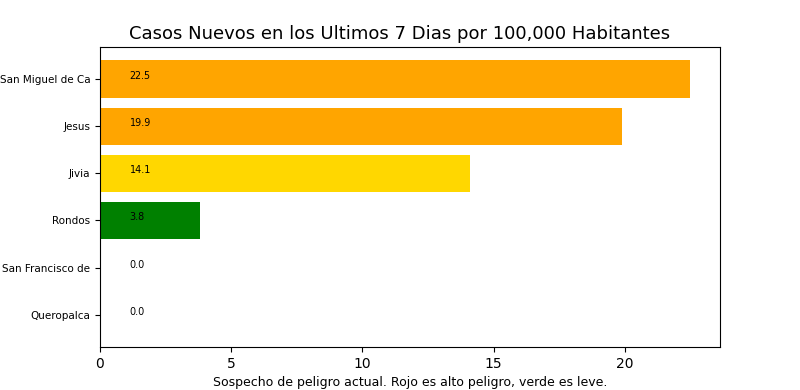 Casos Nuevos en los Ultimos 7 Dias por 100,000 Habitantes
San Miguel de Ca 22.5
Jesus 19.9
Jivia 14.1
Rondos 3.8
San Francisco de 0.0
Queropalca 0.0
0 5 10 15 20
Sospecho de peligro actual. Rojo es alto peligro, verde es leve.